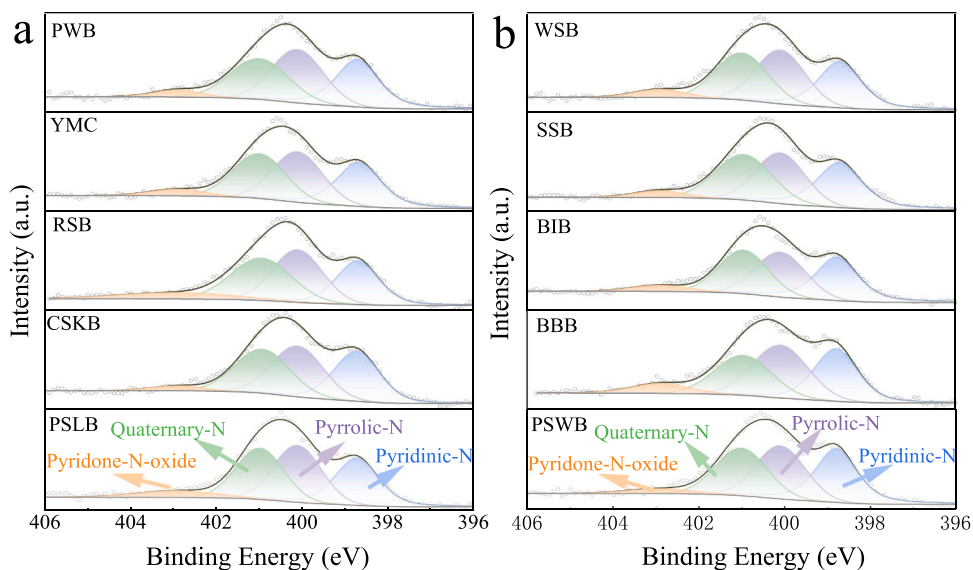 a
PWB
YMC
RSB
CSKB
PSLB
Quaternary-N
Pyrrolic-N
Pyridone-N-oxide
Pyridinic-N
Intensity (a.u.)
406 404 402 400 398 396
Binding Energy (eV)
b
WSB
SSB
BIB
BBB
PSWB
Quaternary-N
Pyrrolic-N
Pyridone-N-oxide
Pyridinic-N
Intensity (a.u.)
406 404 402 400 398 396
Binding Energy (eV)